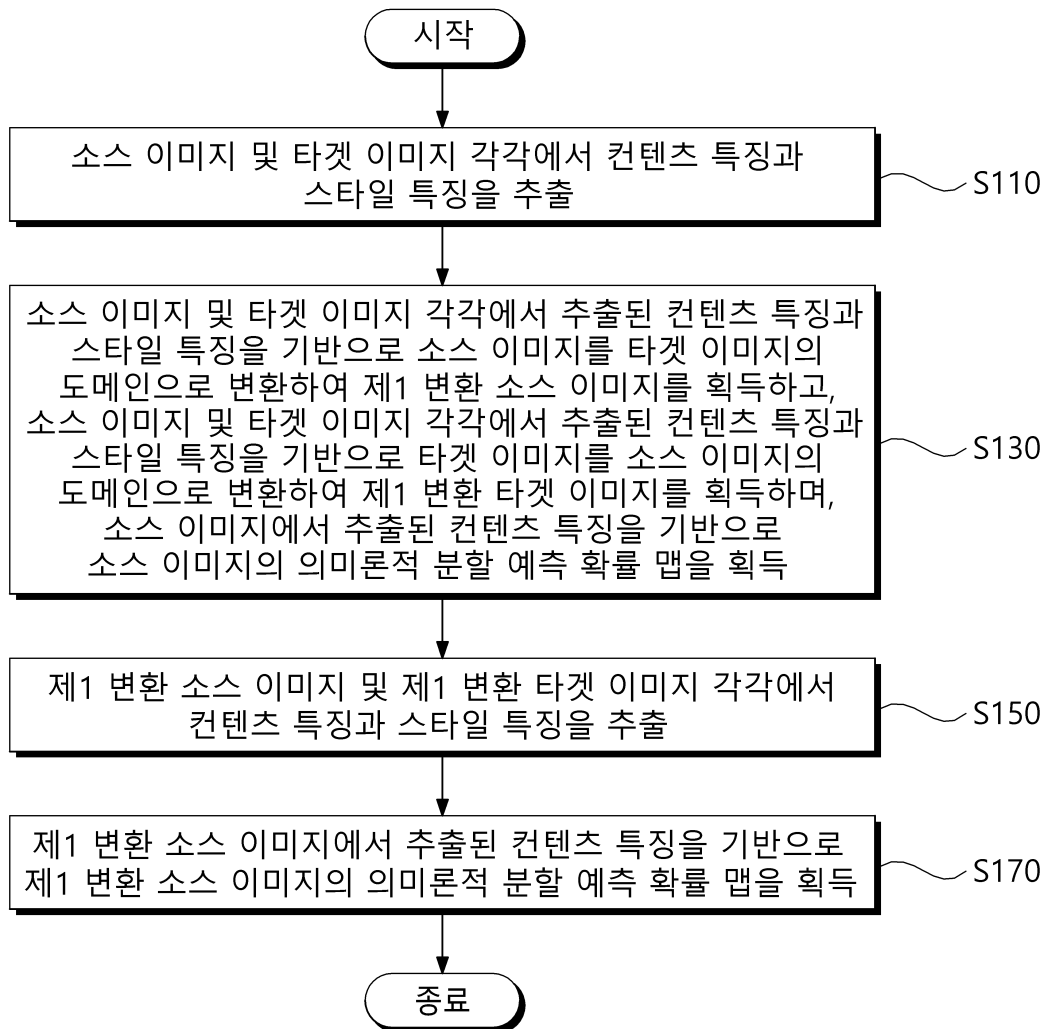 시작
소스 이미지 및 타겟 이미지 각각에서 컨텐츠 특징과
스타일 특징을 추출
S110
소스 이미지 및 타겟 이미지 각각에서 추출된 컨텐츠 특징과
스타일 특징을 기반으로 소스 이미지를 타겟 이미지의
도메인으로 변환하여 제1 변환 소스 이미지를 획득하고,
소스 이미지 및 타겟 이미지 각각에서 추출된 컨텐츠 특징과
스타일 특징을 기반으로 타겟 이미지를 소스 이미지의
도메인으로 변환하여 제1 변환 타겟 이미지를 획득하며,
소스 이미지에서 추출된 컨텐츠 특징을 기반으로
소스 이미지의 의미론적 분할 예측 확률 맵을 획득
S130
제1 변환 소스 이미지 및 제1 변환 타겟 이미지 각각에서
컨텐츠 특징과 스타일 특징을 추출
S150
제1 변환 소스 이미지에서 추출된 컨텐츠 특징을 기반으로
제1 변환 소스 이미지의 의미론적 분할 예측 확률 맵을 획득
S170
종료